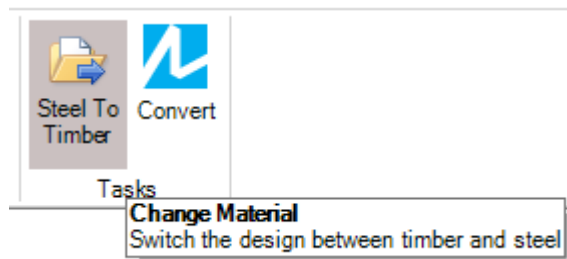 Steel To
Timber
Convert
Tasks
Change Material
Switch the design between timber and steel